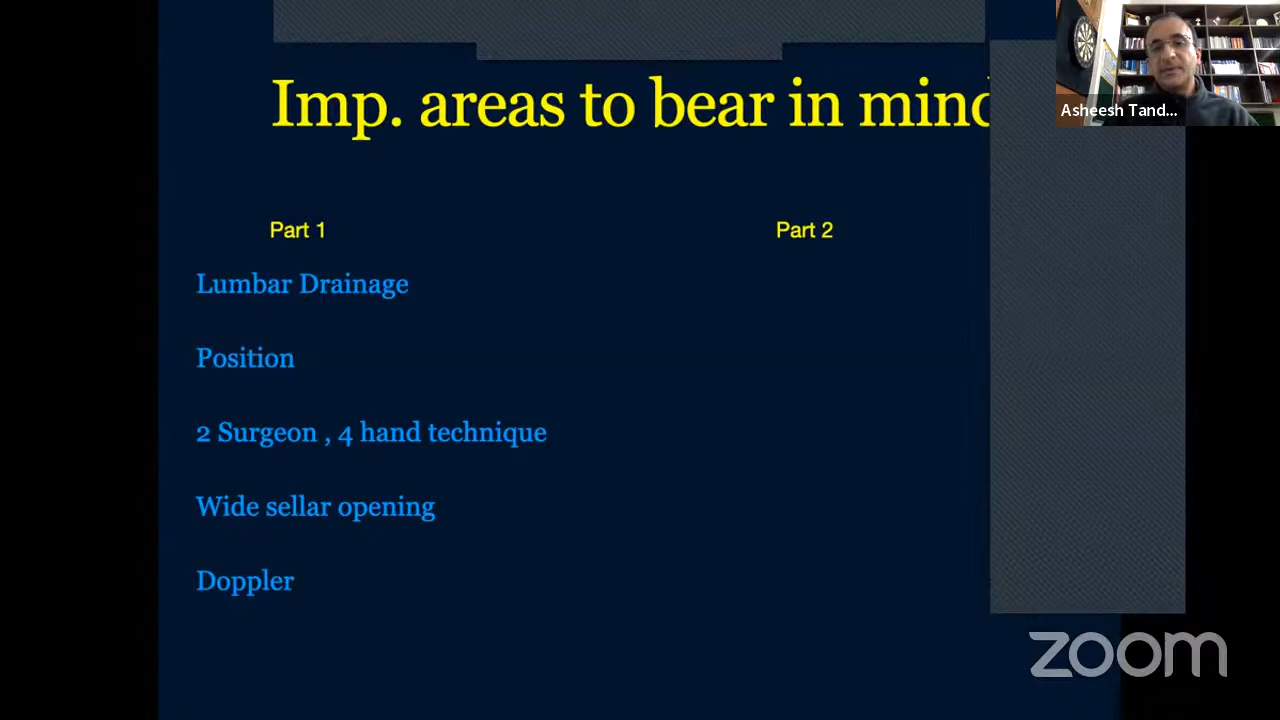 Imp. areas to bear in mind
Asheesh Tand...
Part 1
Part 2
Lumbar Drainage
Position
2 Surgeon , 4 hand technique
Wide sellar opening
Doppler
zoom